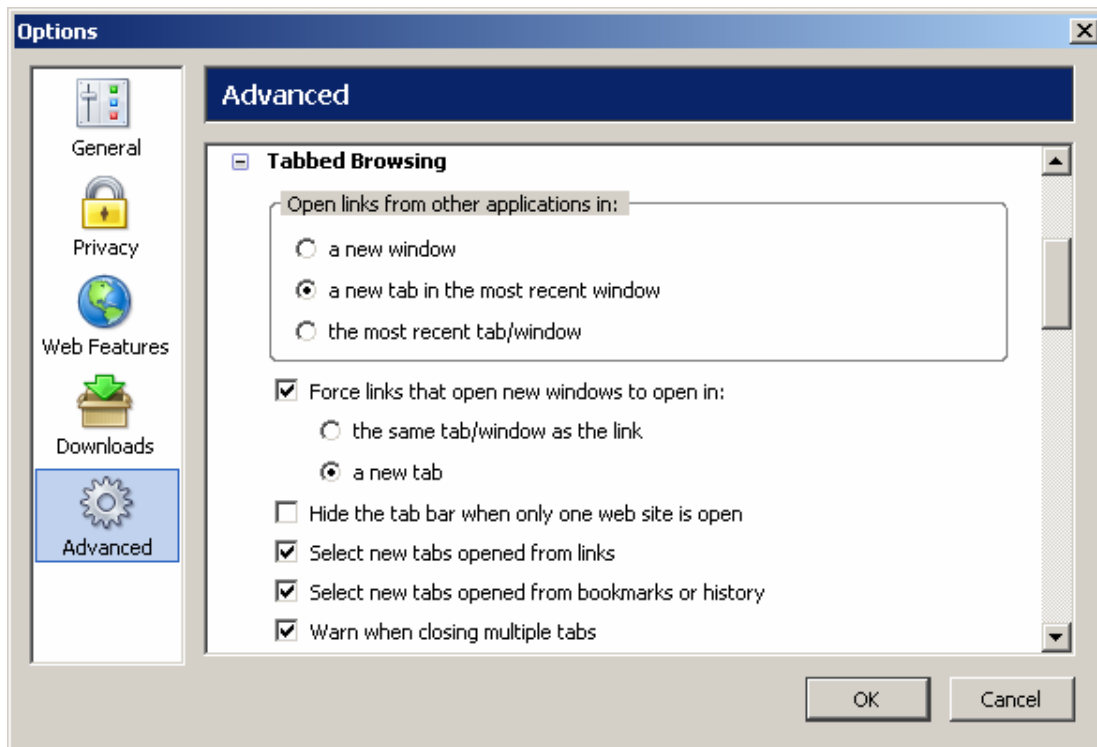 Options
General
Privacy
Web Features
Downloads
Advanced
Advanced
Tabbed Browsing
Open links from other applications in:
a new window
a new tab in the most recent window
the most recent tab/window
Force links that open new windows to open in:
the same tab/window as the link
a new tab
Hide the tab bar when only one web site is open
Select new tabs opened from links
Select new tabs opened from bookmarks or history
Warn when closing multiple tabs
OK
Cancel